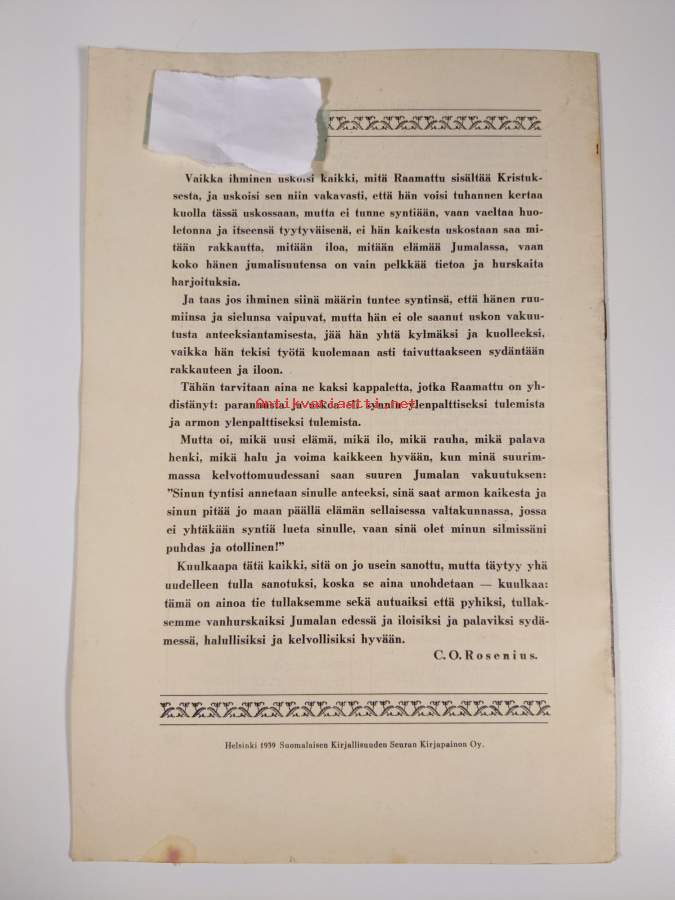 Vaikka ihminen uskoisi kaikki, mitä Raamattu sisältää Kristuk-
sesta, ja uskoisi sen niin vakavasti, että hän voisi tuhannen kertaa
kuolla tässä uskossaan, mutta ei tunne syntiään, vaan vaeltaa huo-
letonna ja itseensä tyytyväisenä, ei hän kaikesta uskostaan saa mi-
tään rakkautta, mitään iloa, mitään elämää Jumalassa, vaan
koko hänen jumalisuutensa on vain pelkkää tietoa ja hurskaita
harjoituksia.
Ja taas jos ihminen siinä määrin tuntee syntinsä, että hänen ruu-
miinsa ja sielunsa vaipuvat, mutta hän ei ole saanut uskon vakuu-
tusta anteeksiantamisesta, jää hän yhtä kylmäksi ja kuolleeksi,
vaikka hän tekisi työtä kuolemaan asti taivuttaakseen sydäntään
rakkauteen ja iloon.
Tähän tarvitaan aina ne kaksi kappaletta, jotka Raamattu on yh-
distänyt: parannusta ja uskoa eli synnin ylenpalttiseksi tulemista
Antikvariaatti.net
ja armon ylenpalttiseksi tulemista.
Mutta oi, mikä uusi elämä, mikä ilo, mikä rauha, mikä palava
henki, mikä halu ja voima kaikkeen hyvään, kun minä suurim-
massa kelvottomuudessani saan suuren Jumalan vakuutuksen:
"Sinun tyntisi annetaan sinulle anteeksi, sinä saat armon kaikesta ja
sinun pitää jo maan päällä elämän sellaisessa valtakunnassa, jossa
ei yhtäkään syntiä lueta sinulle, vaan sinä olet minun silmissäni
puhdas ja otollinen!"
Kuulkaapa tätä kaikki, sitä on jo usein sanottu, mutta täytyy yhä
uudelleen tulla sanotuksi, koska se aina unohdetaan — kuulkaa:
tämä on ainoa tie tullaksemme sekä autuaiksi että pyhiksi, tullak-
semme vanhurskaiksi Jumalan edessä ja iloisiksi ja palaviksi sydä-
messä, halullisiksi ja kelvollisiksi hyvään.
C. O. Rosenius.
Helsinki 1939 Suomalaisen Kirjallisuuden Seuran Kirjapainon Oy.